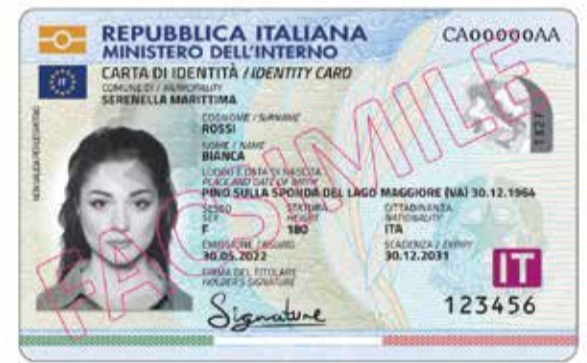 REPUBBLICA ITALIANA
MINISTERO DELL'INTERNO
CA00000AA
CARTA DI IDENTITÀ / IDENTITY CARD
COMUNE DI / MUNICIPALITY
SERENELLA MARITTIMA
COGNOME / SURNAME
ROSSI
NOME / NAME
BIANCA
LUOGO E DATA DI NASCITA
PLACE AND DATE OF BIRTH
PINO SULLA SPONDA DEL LAGO MAGGIORE (VA) 30.12.1964
SESSO STATURA CITTADINANZA
SEX HEIGHT NATIONALITY
F 180 ITA
EMISSIONE / ISSUING SCADENZA / EXPIRY
30.05.2022 30.12.2031
FIRMA DEL TITOLARE
HOLDER'S SIGNATURE
Signature
IT
123456
IT
FACSIMILE